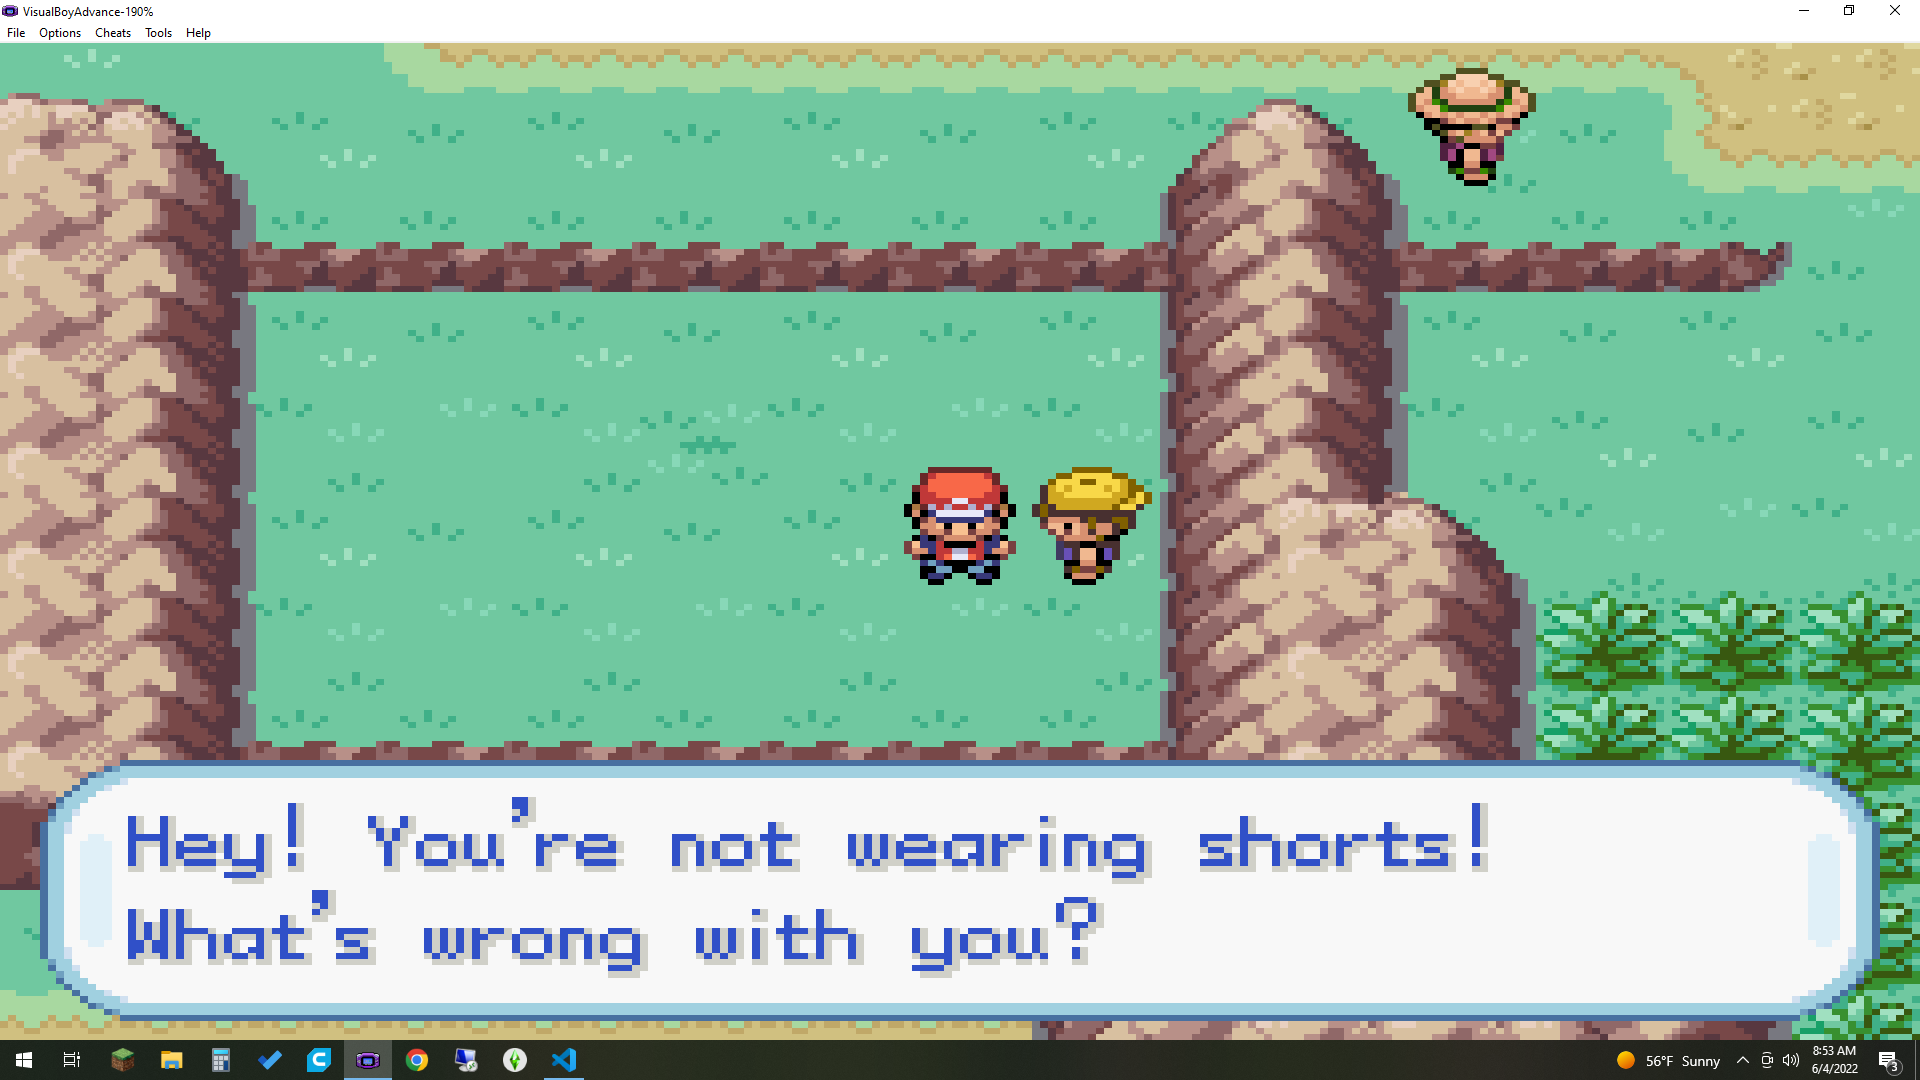 VisualBoyAdvance-190%
File Options Cheats Tools Help
Hey! You're not wearing shorts!
What's wrong with you?
56°F Sunny
8:53 AM
6/4/2022
3